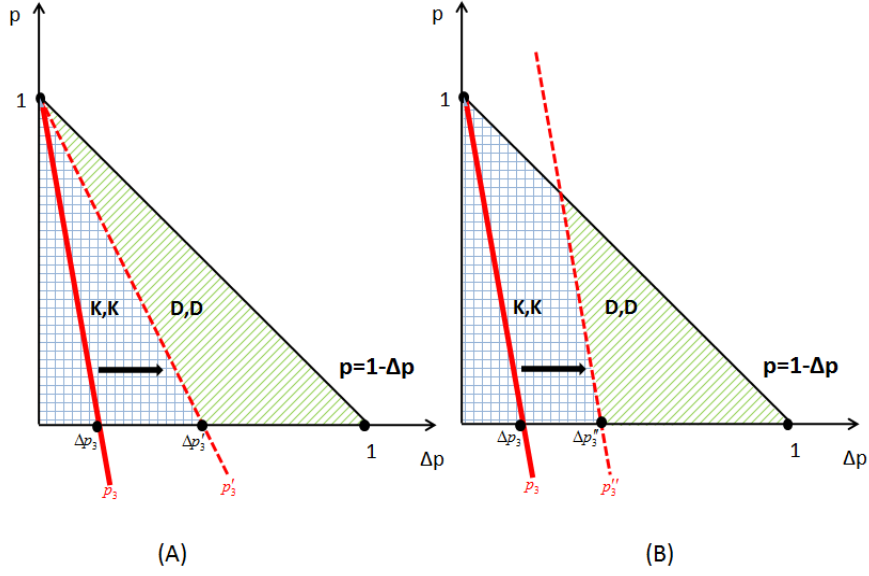 p
1
K,K
D,D
p=1-Δp
Δp₃
Δp₃′
1
Δp
p₃
p₃′
(A)
p
1
K,K
D,D
p=1-Δp
Δp₃
Δp₃″
1
Δp
p₃
p₃″
(B)